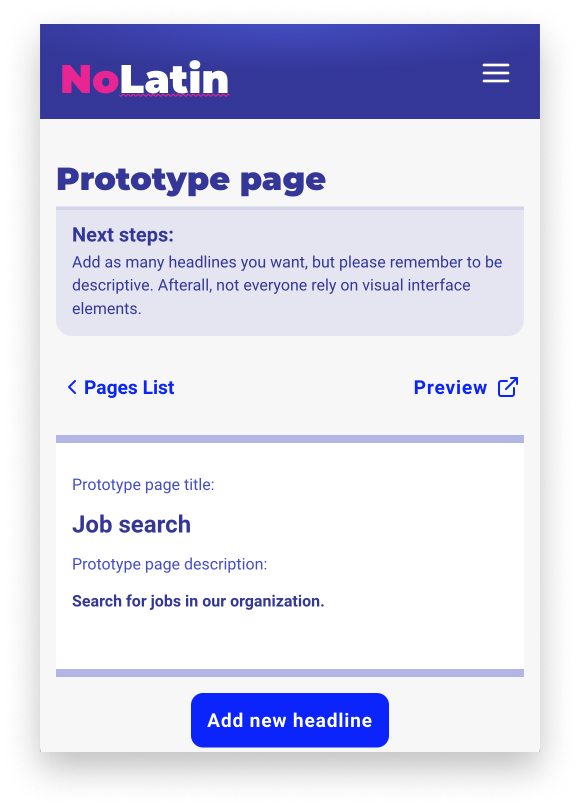 NoLatin
Prototype page
Next steps:
Add as many headlines you want, but please remember to be
descriptive. Afterall, not everyone rely on visual interface
elements.
Pages List
Preview
Prototype page title:
Job search
Prototype page description:
Search for jobs in our organization.
Add new headline